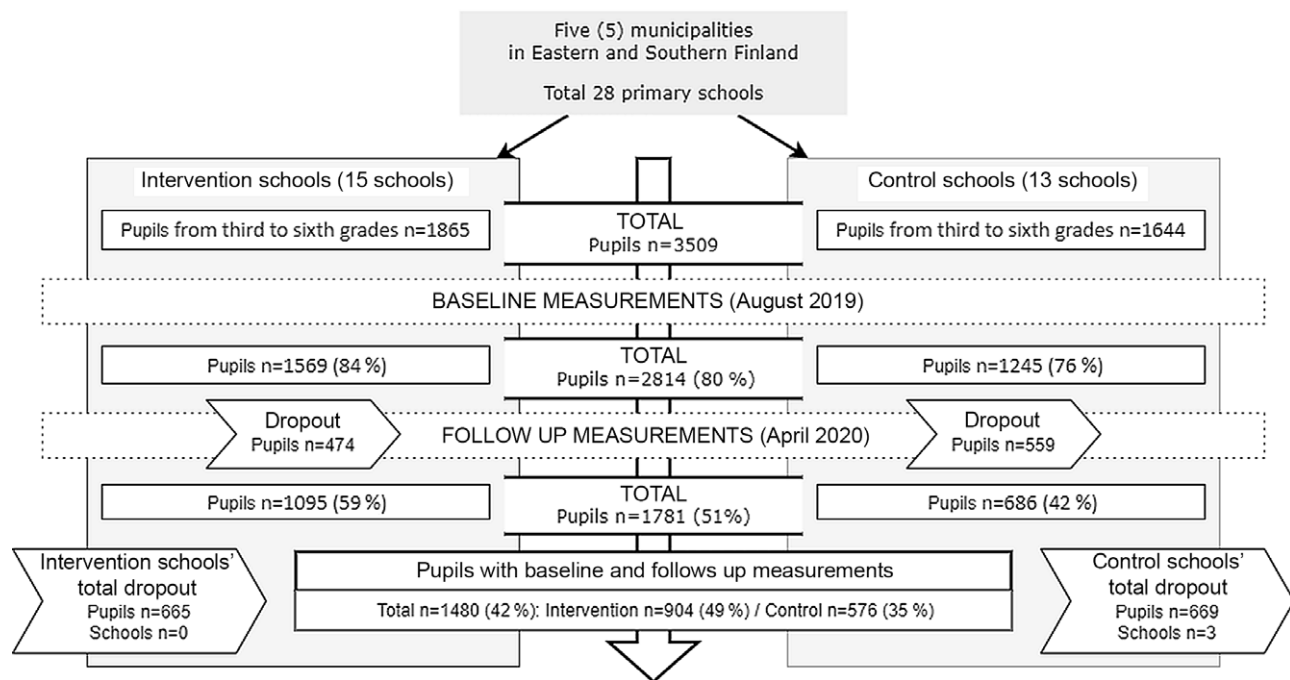 Five (5) municipalities
in Eastern and Southern Finland
Total 28 primary schools
Intervention schools (15 schools)
Control schools (13 schools)
Pupils from third to sixth grades n=1865
TOTAL
Pupils n=3509
Pupils from third to sixth grades n=1644
BASELINE MEASUREMENTS (August 2019)
Pupils n=1569 (84 %)
TOTAL
Pupils n=2814 (80 %)
Pupils n=1245 (76 %)
Dropout
Pupils n=474
FOLLOW UP MEASUREMENTS (April 2020)
Dropout
Pupils n=559
Pupils n=1095 (59 %)
TOTAL
Pupils n=1781 (51%)
Pupils n=686 (42 %)
Intervention schools'
total dropout
Pupils n=665
Schools n=0
Pupils with baseline and follows up measurements
Total n=1480 (42 %): Intervention n=904 (49 %) / Control n=576 (35 %)
Control schools'
total dropout
Pupils n=669
Schools n=3